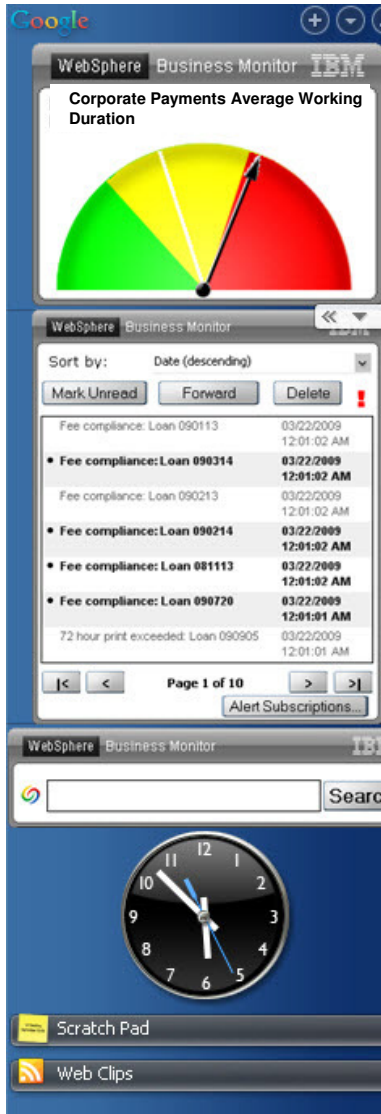 Google
WebSphere Business Monitor IBM
Corporate Payments Average Working
Duration
WebSphere Business Monitor IBM
Sort by: Date (descending)
Mark Unread Forward Delete !
Fee compliance: Loan 090113 03/22/2009
12:01:02 AM
• Fee compliance: Loan 090314 03/22/2009
12:01:02 AM
Fee compliance: Loan 090213 03/22/2009
12:01:02 AM
• Fee compliance: Loan 090214 03/22/2009
12:01:02 AM
• Fee compliance: Loan 081113 03/22/2009
12:01:02 AM
• Fee compliance: Loan 090720 03/22/2009
12:01:01 AM
72 hour print exceeded: Loan 090905 03/22/2009
12:01:01 AM
|< < Page 1 of 10 > >|
Alert Subscriptions...
WebSphere Business Monitor IB
Searc
12
1
2
3
4
5
6
7
8
9
10
11
Scratch Pad
Web Clips